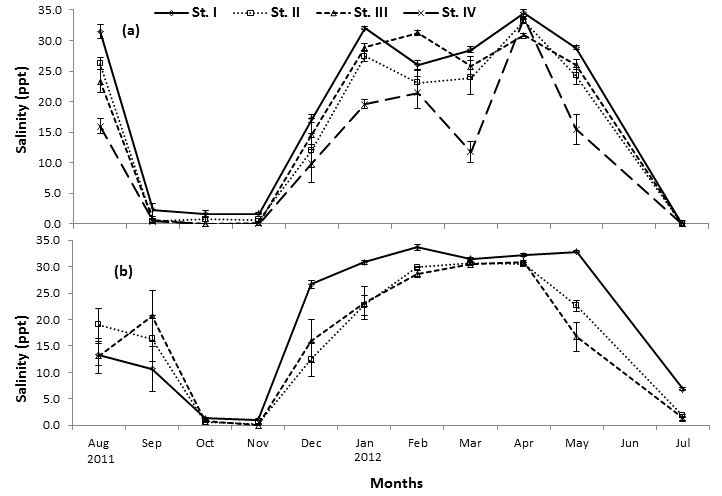 St. I St. II St. III St. IV
(a)
Salinity (ppt)
35.0
30.0
25.0
20.0
15.0
10.0
5.0
0.0
(b)
Salinity (ppt)
35.0
30.0
25.0
20.0
15.0
10.0
5.0
0.0
Aug Sep Oct Nov Dec Jan Feb Mar Apr May Jun Jul
2011 2012
Months